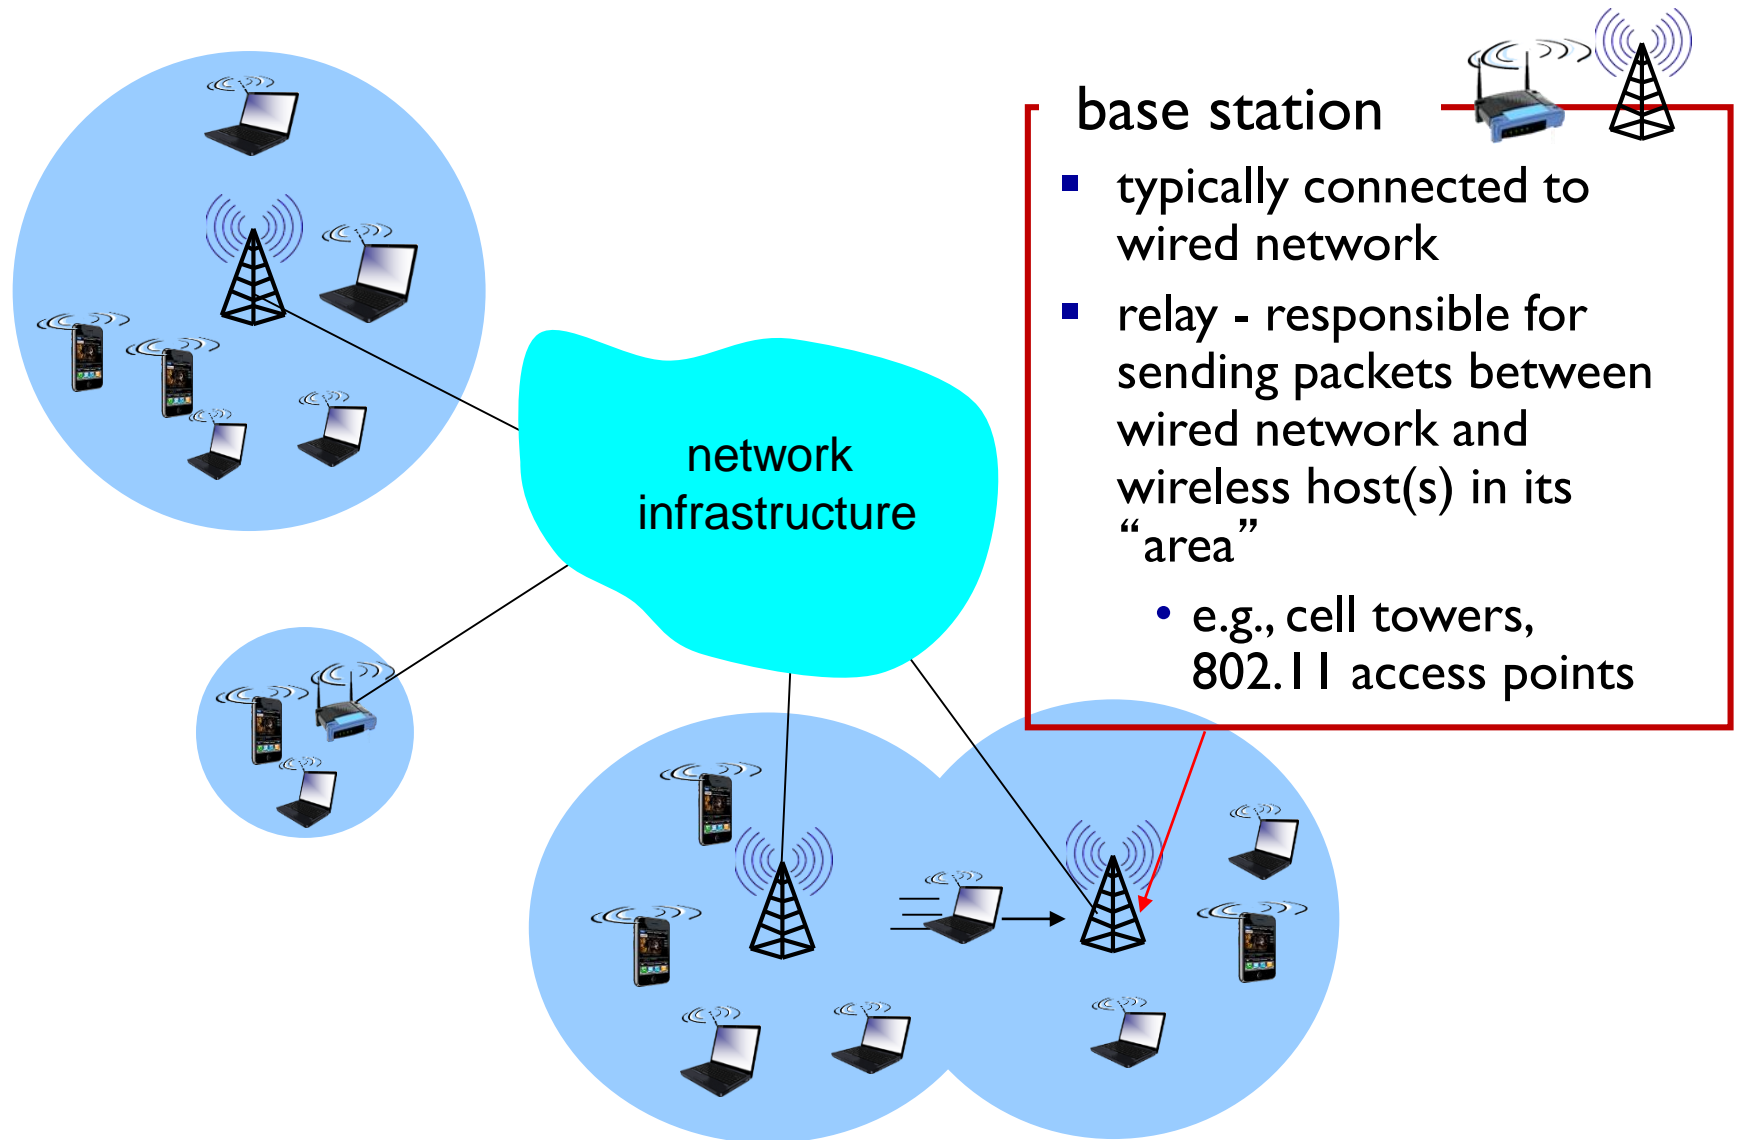 base station
▪ typically connected to
wired network
▪ relay - responsible for
sending packets between
wired network and
wireless host(s) in its
“area”
• e.g., cell towers,
802.11 access points
network
infrastructure